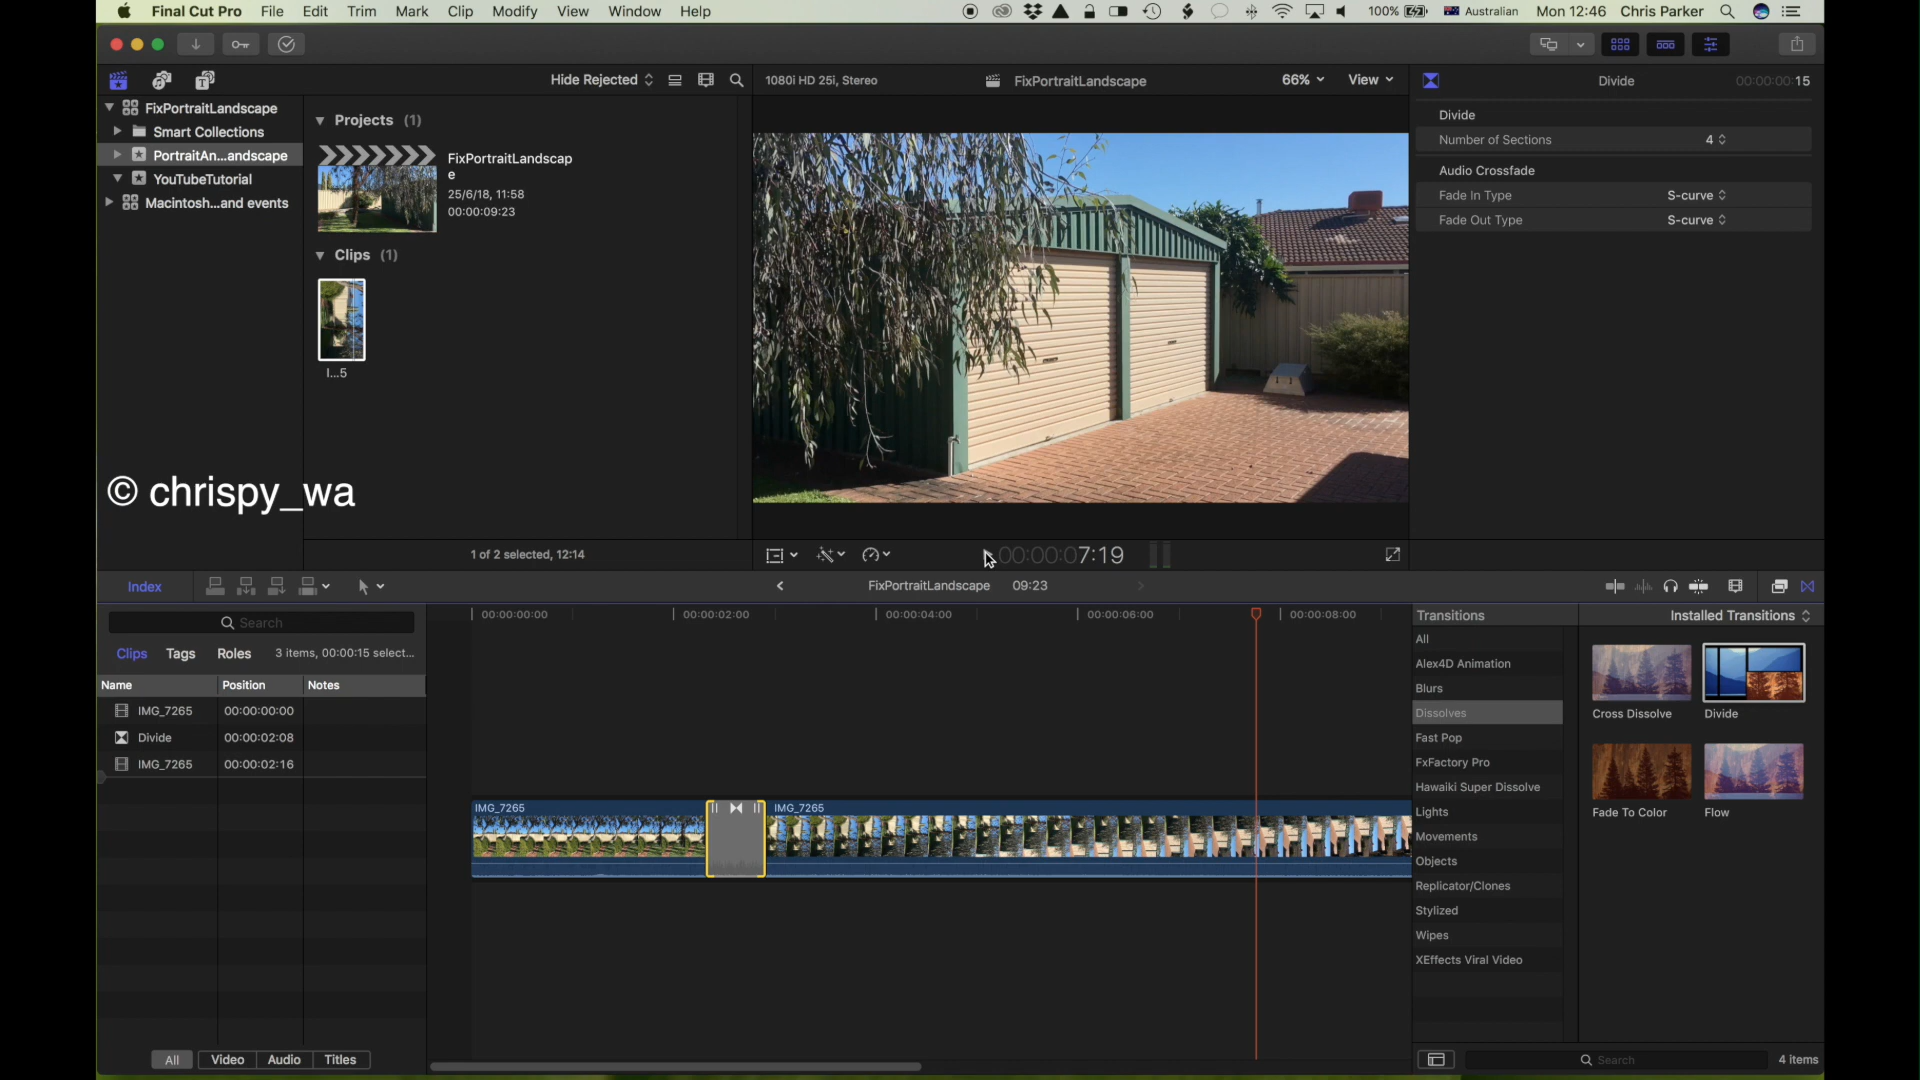 Final Cut Pro File Edit Trim Mark Clip Modify View Window Help 100% Australian Mon 12:46 Chris Parker
Hide Rejected 1080i HD 25i, Stereo FixPortraitLandscape 66% View Divide 00:00:00:15
FixPortraitLandscape
Smart Collections
PortraitAn...andscape
YouTubeTutorial
Macintosh...and events
Projects (1)
FixPortraitLandscap
e
25/6/18, 11:58
00:00:09:23
Clips (1)
I...5
Divide
Number of Sections 4
Audio Crossfade
Fade In Type S-curve
Fade Out Type S-curve
© chrispy_wa
1 of 2 selected, 12:14 00:00:07:19
Index FixPortraitLandscape 09:23
Search
Clips Tags Roles 3 items, 00:00:15 select...
Name Position Notes
IMG_7265 00:00:00:00
Divide 00:00:02:08
IMG_7265 00:00:02:16
00:00:00:00 00:00:02:00 00:00:04:00 00:00:06:00 00:00:08:00
IMG_7265 IMG_7265
Transitions Installed Transitions
All
Alex4D Animation
Blurs
Dissolves
Fast Pop
FxFactory Pro
Hawaiki Super Dissolve
Lights
Movements
Objects
Replicator/Clones
Stylized
Wipes
XEffects Viral Video
Cross Dissolve Divide
Fade To Color Flow
All Video Audio Titles
Search 4 items